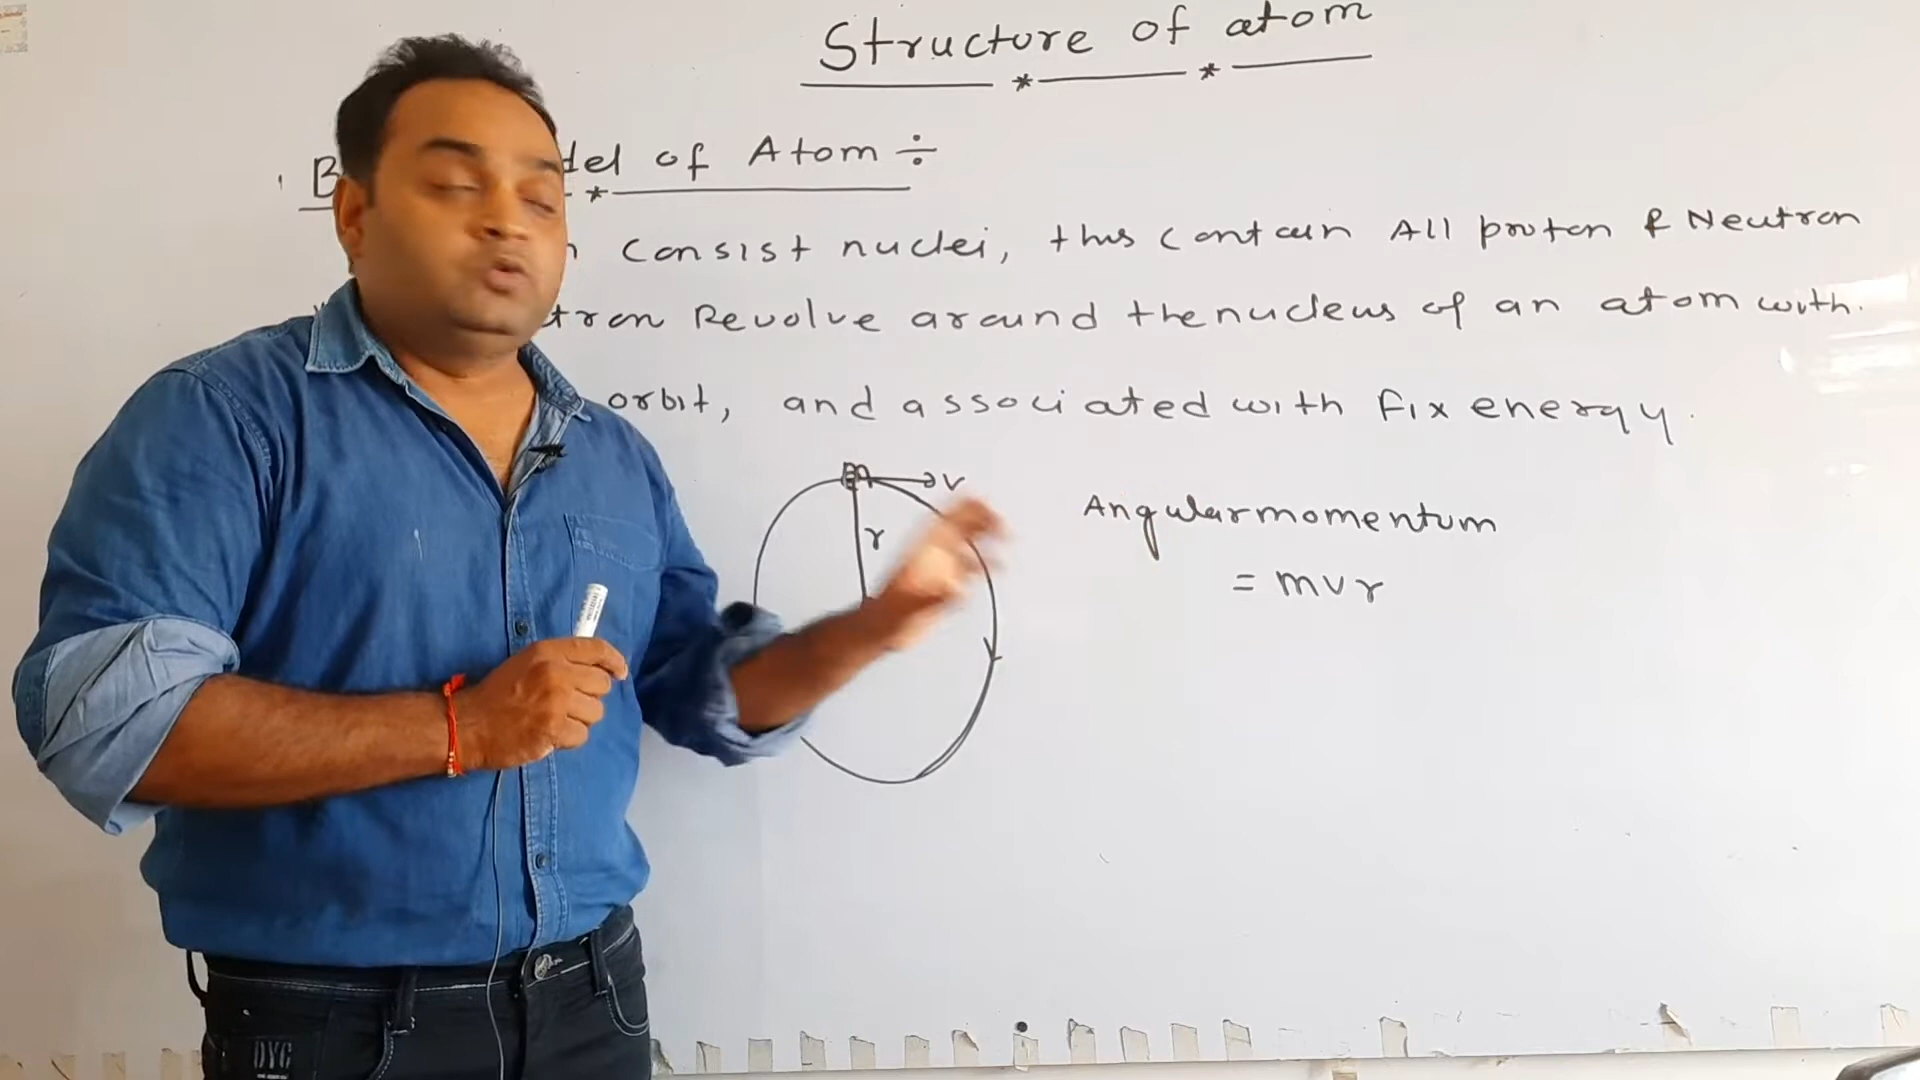 Structure of atom
del of Atom ÷
consist nuclei, this contain All proton & Neutron
tron Revolve around the nucleus of an atom with.
orbit, and associated with fix energy.
m v
r
Angular momentum
= mvr
DYC